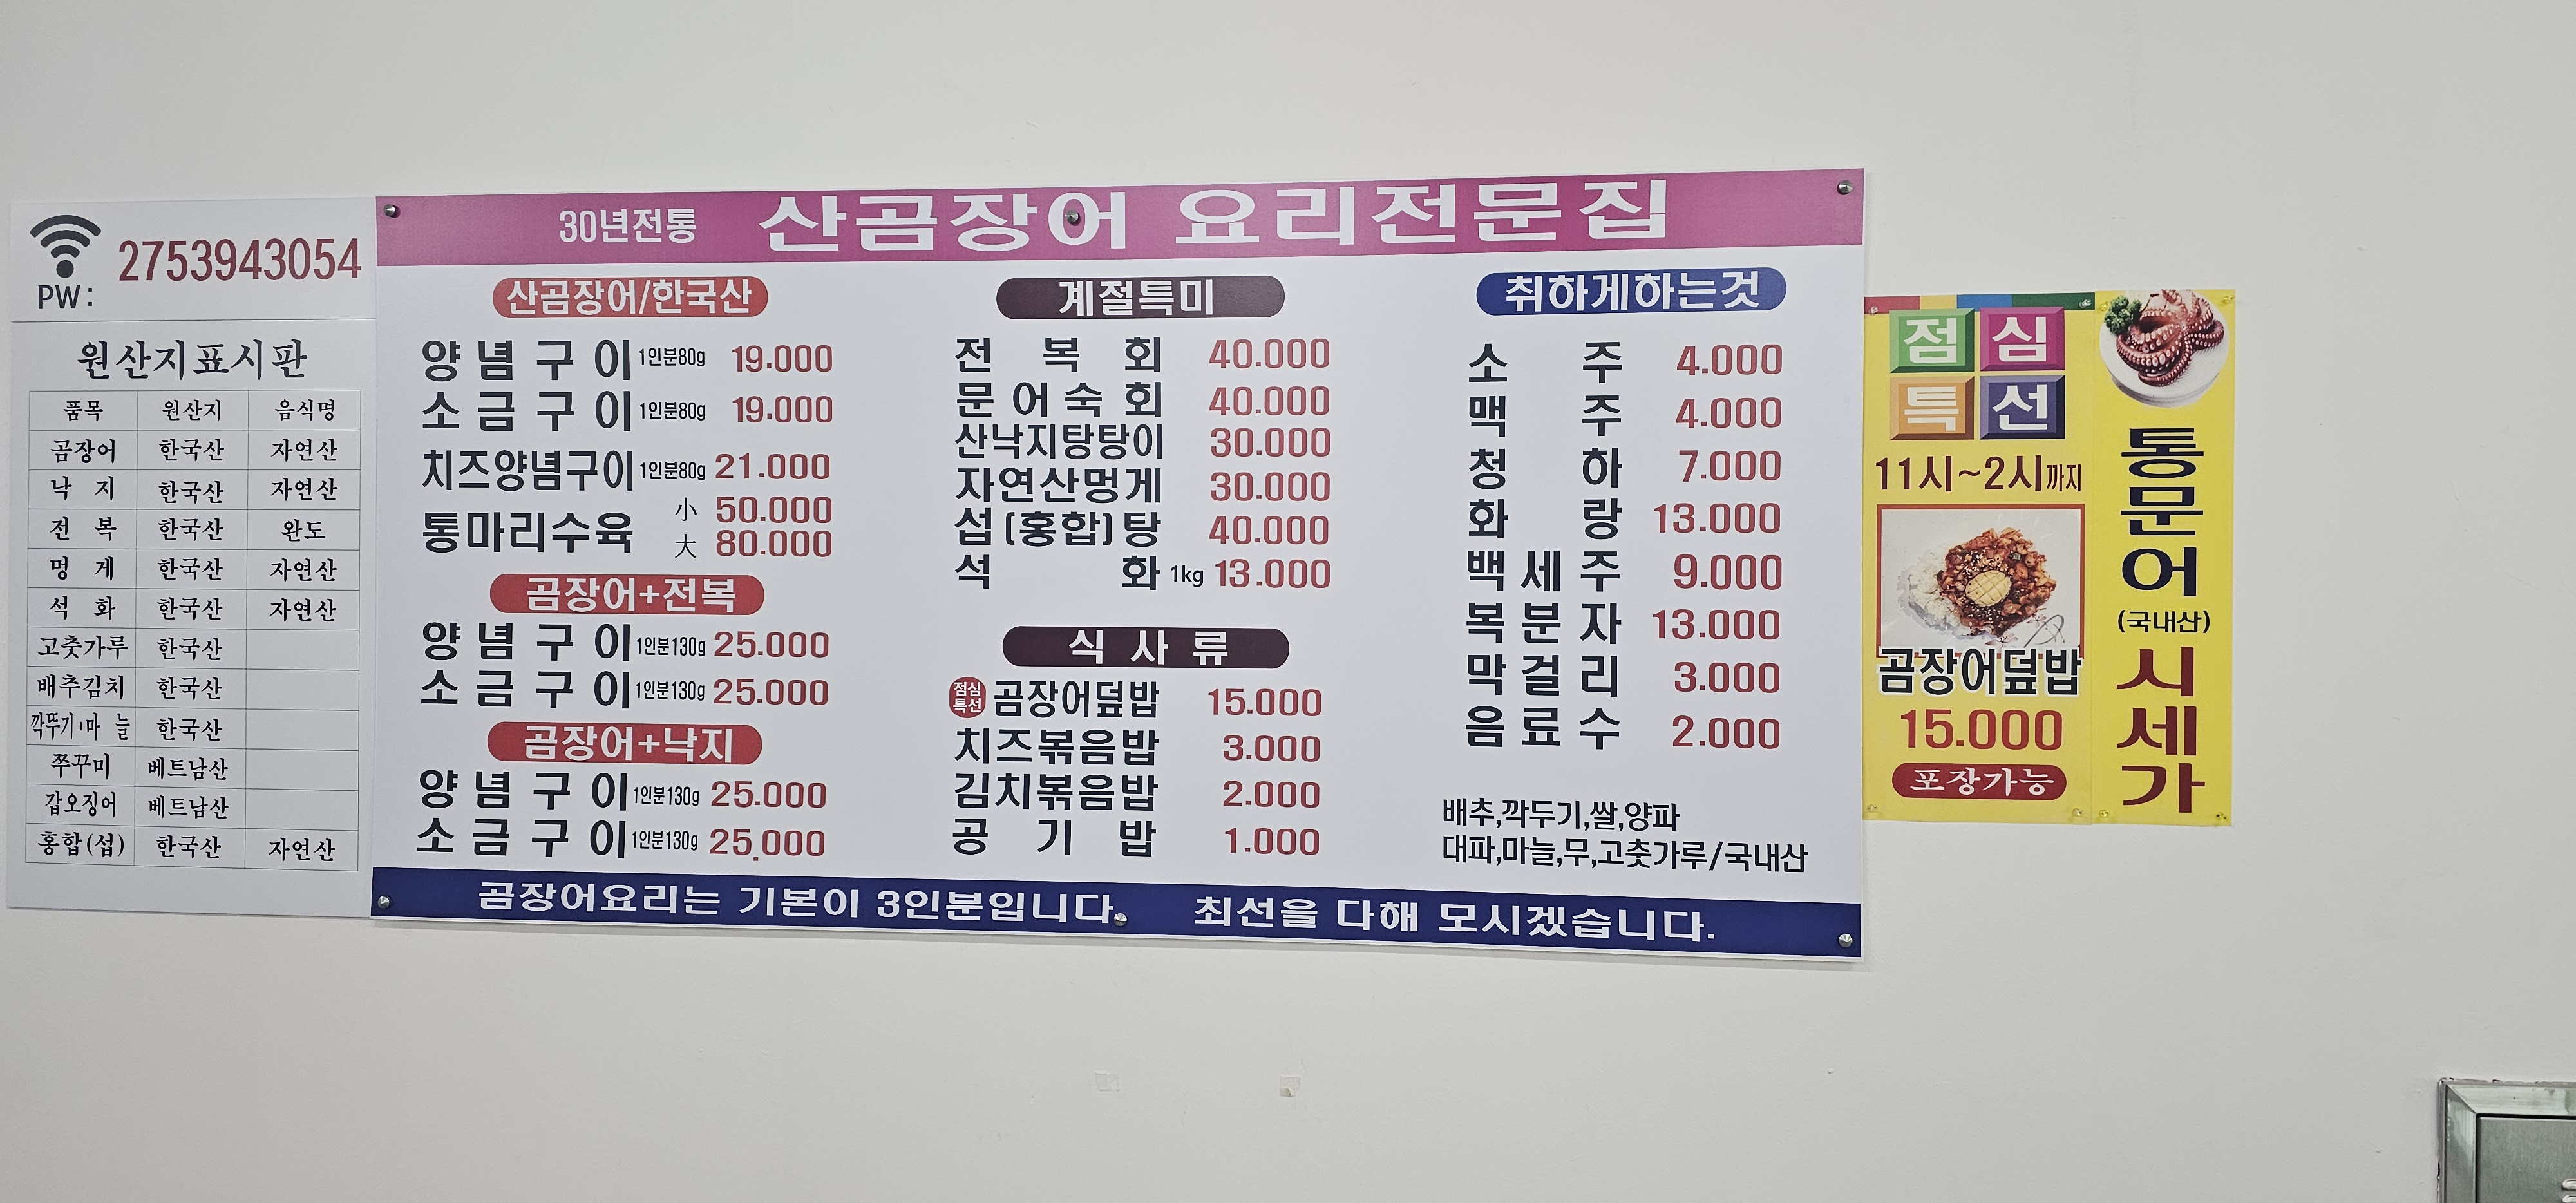 PW: 2753943054
원산지표시판
품목 원산지 음식명
곰장어 한국산 자연산
낙 지 한국산 자연산
전 복 한국산 완도
멍 게 한국산 자연산
석 화 한국산 자연산
고춧가루 한국산
배추김치 한국산
깍뚜기,마 늘 한국산
쭈꾸미 베트남산
갑오징어 베트남산
홍합(섭) 한국산 자연산
30년전통 산곰장어 요리전문집
산곰장어/한국산
양 념 구 이 1인분80g 19.000
소 금 구 이 1인분80g 19.000
치즈양념구이 1인분80g 21.000
통마리수육 小 50.000
大 80.000
곰장어+전복
양 념 구 이 1인분130g 25.000
소 금 구 이 1인분130g 25.000
곰장어+낙지
양 념 구 이 1인분130g 25.000
소 금 구 이 1인분130g 25.000
계절특미
전 복 회 40.000
문 어 숙 회 40.000
산낙지탕탕이 30.000
자연산멍게 30.000
섭(홍합)탕 40.000
석 화 1kg 13.000
식 사 류
점심특선 곰장어덮밥 15.000
치즈볶음밥 3.000
김치볶음밥 2.000
공 기 밥 1.000
취하게하는것
소 주 4.000
맥 주 4.000
청 하 7.000
화 랑 13.000
백 세 주 9.000
복 분 자 13.000
막 걸 리 3.000
음 료 수 2.000
배추,깍두기,쌀,양파
대파,마늘,무,고춧가루/국내산
곰장어요리는 기본이 3인분입니다. 최선을 다해 모시겠습니다.
점심
특선
11시~2시까지
곰장어덮밥
15.000
포장가능
통문어
(국내산)
시세가